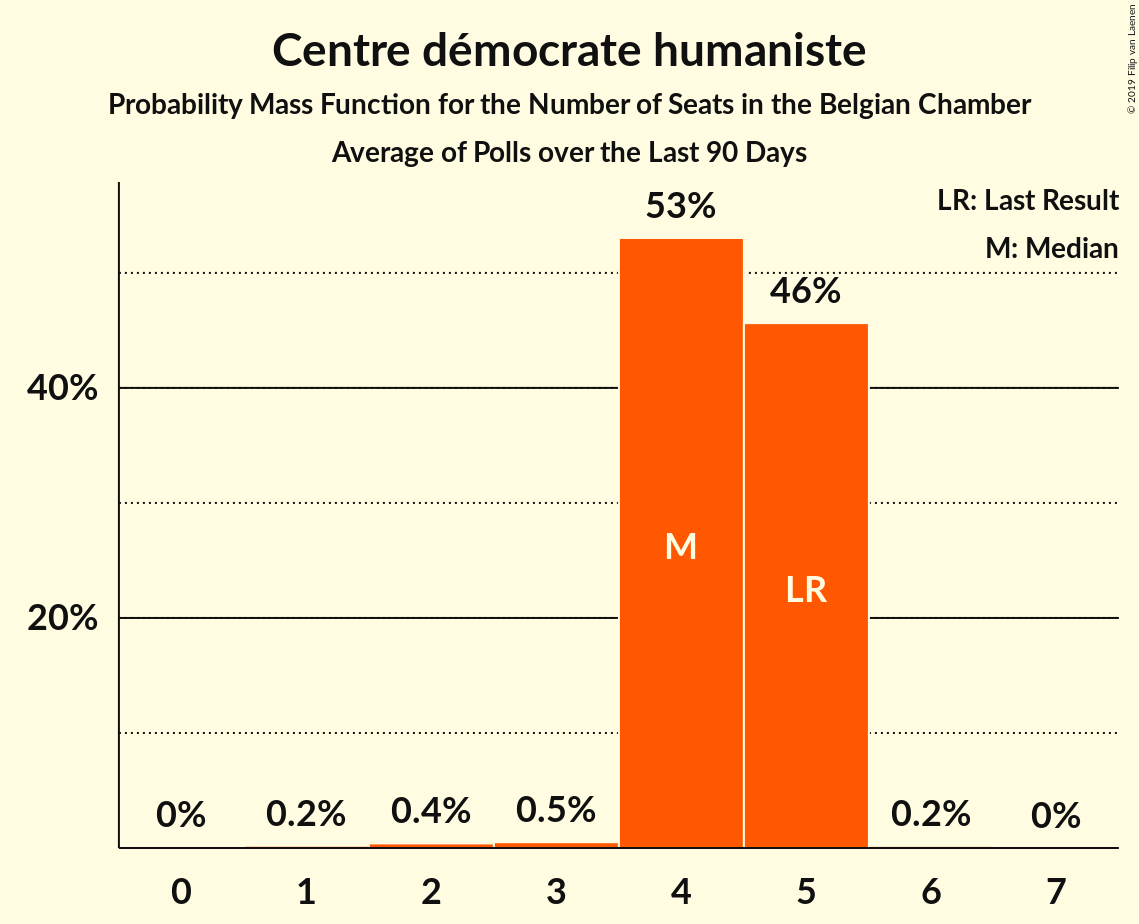 Centre démocrate humaniste
Probability Mass Function for the Number of Seats in the Belgian Chamber
Average of Polls over the Last 90 Days
© 2019 Filip van Laenen
LR: Last Result
M: Median
53%
46%
40%
20%
M
LR
0% 0.2% 0.4% 0.5% 0.2% 0%
0 1 2 3 4 5 6 7